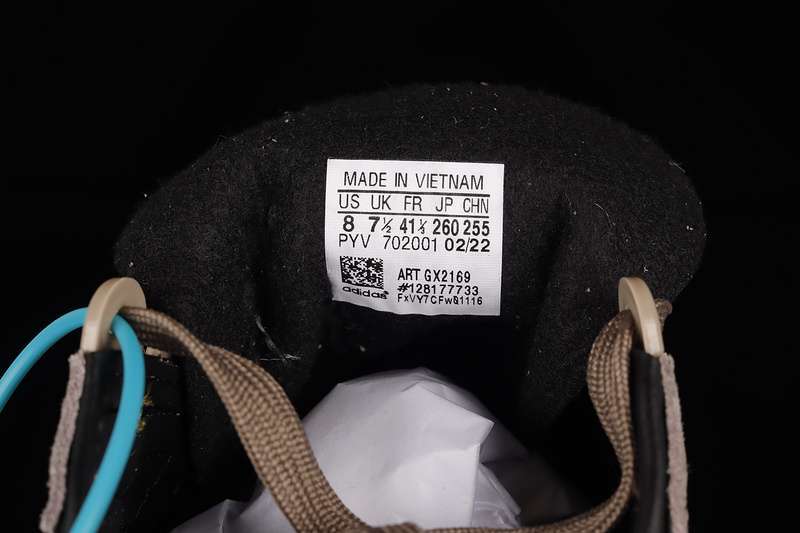 MADE IN VIETNAM
US UK FR JP CHN
8 7½ 41⅓ 260 255
PYV 702001 02/22
ART GX2169
#128177733
adidas FxVY7CFwQ1116